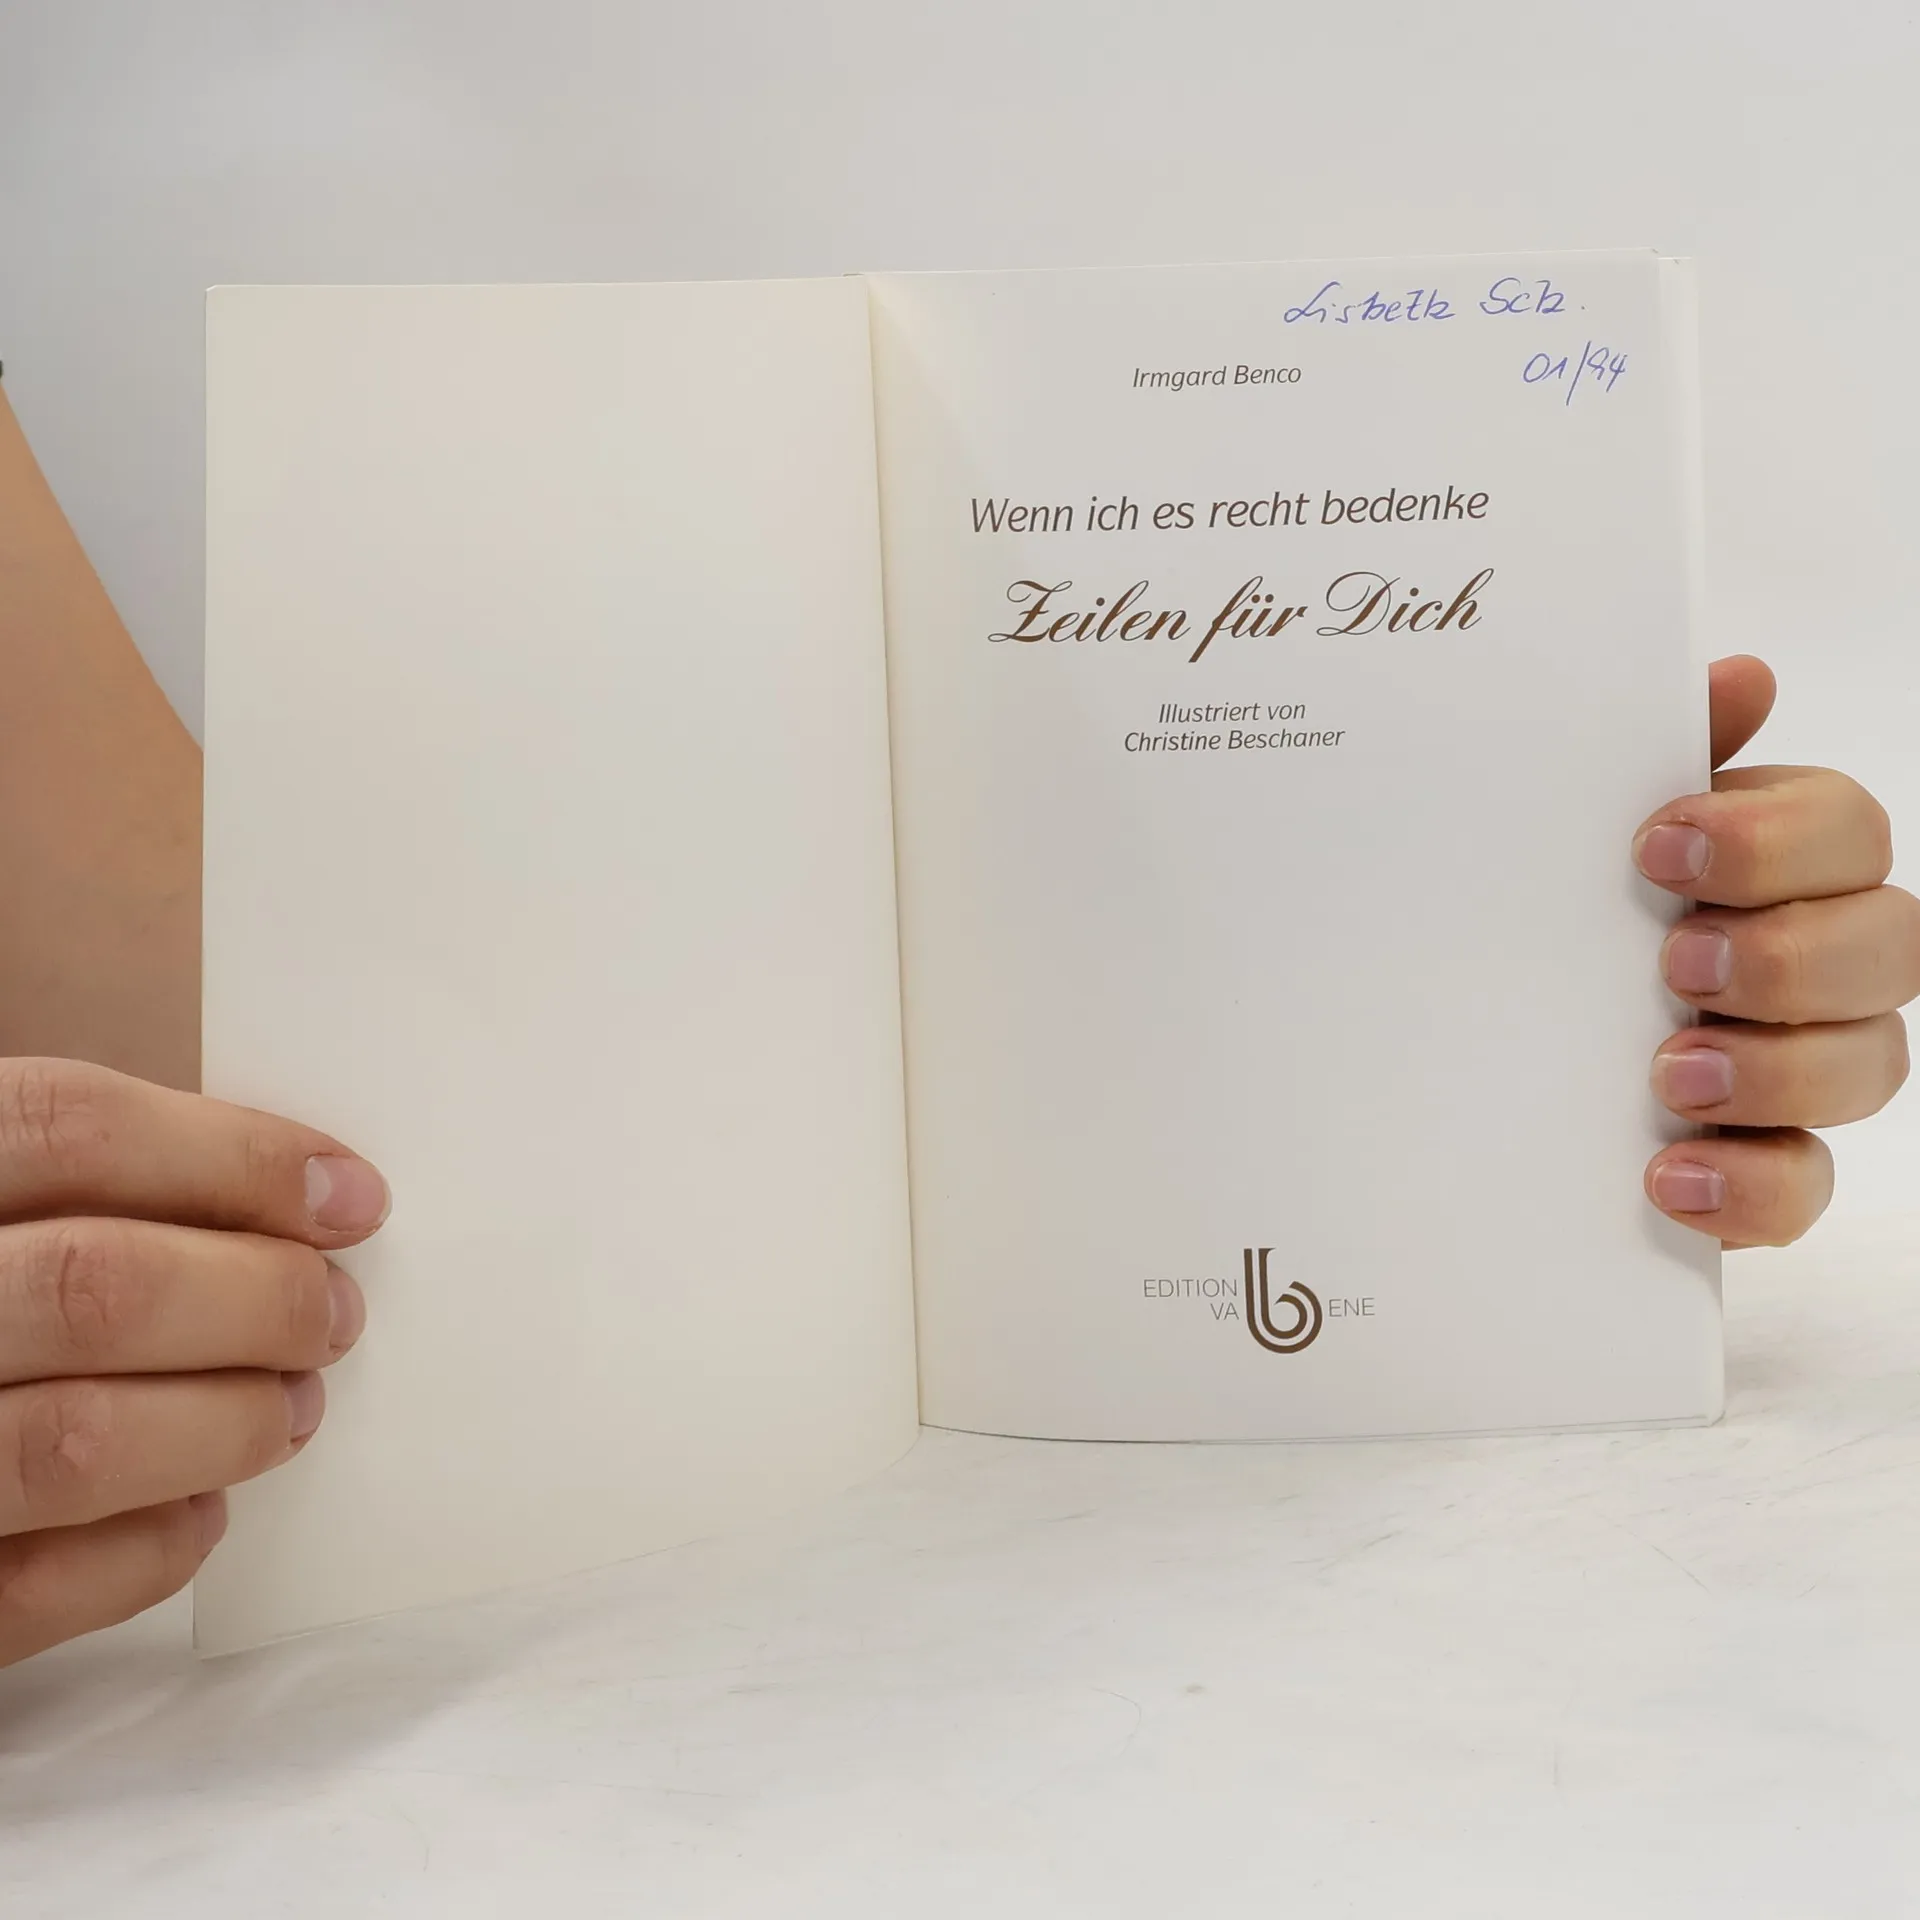 Lisbeth Sch.
01/94
Irmgard Benco
Wenn ich es recht bedenke
Zeilen für Dich
Illustriert von
Christine Beschaner
EDITION
VA bENE